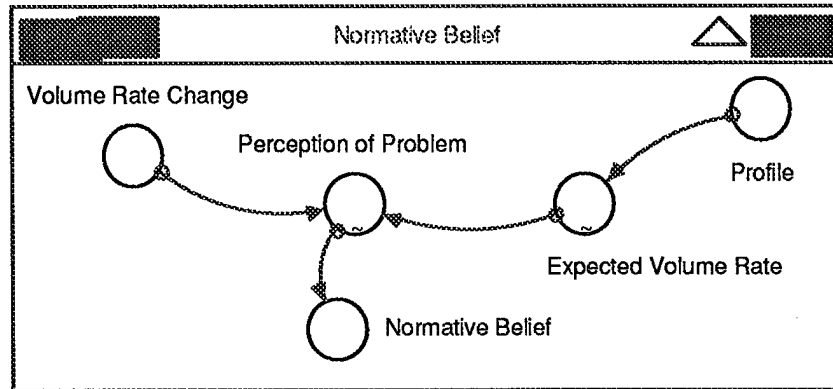 Normative Belief
Volume Rate Change
Perception of Problem
Profile
~
~
Expected Volume Rate
Normative Belief